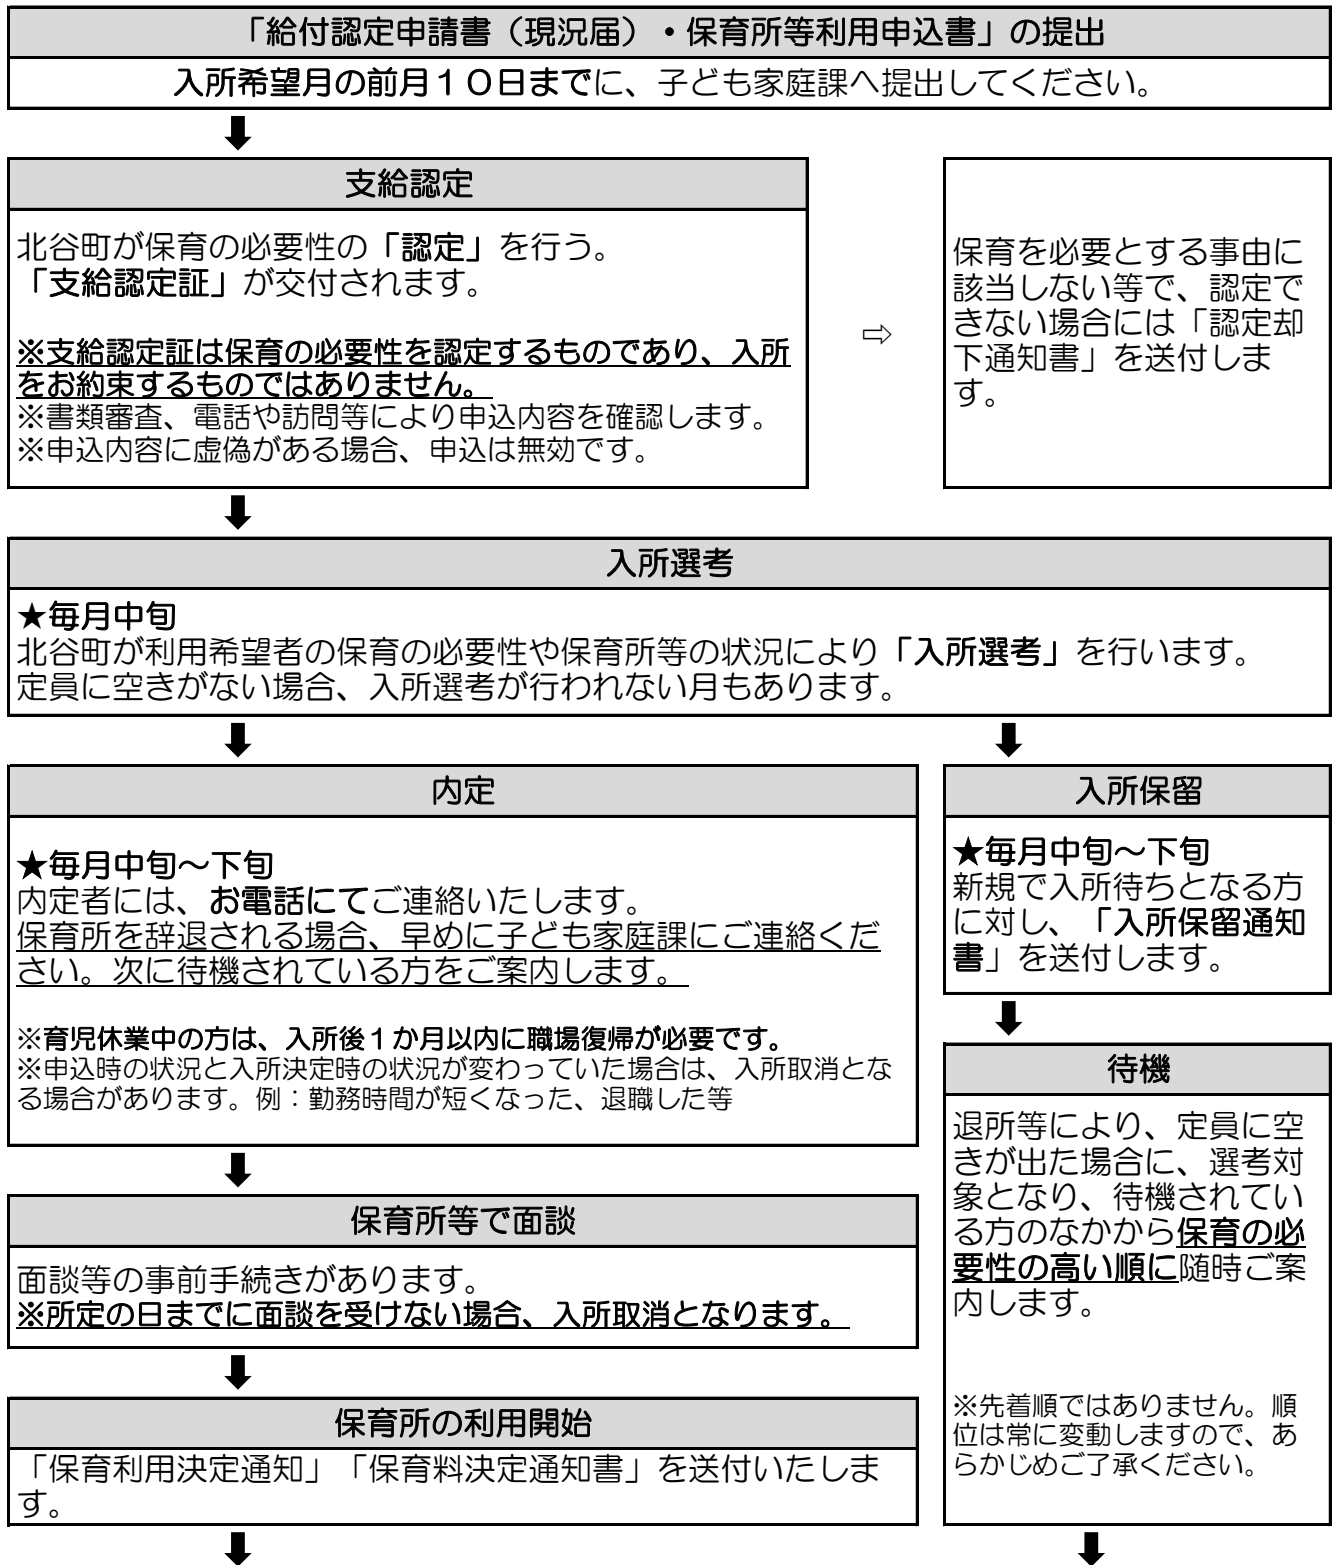 「給付認定申請書（現況届）・保育所等利用申込書」の提出
入所希望月の前月１０日までに、子ども家庭課へ提出してください。
⬇
支給認定
北谷町が保育の必要性の「認定」を行う。
「支給認定証」が交付されます。
※支給認定証は保育の必要性を認定するものであり、入所
をお約束するものではありません。
※書類審査、電話や訪問等により申込内容を確認します。
※申込内容に虚偽がある場合、申込は無効です。
⇨
保育を必要とする事由に
該当しない等で、認定で
きない場合には「認定却
下通知書」を送付しま
す。
⬇
入所選考
★毎月中旬
北谷町が利用希望者の保育の必要性や保育所等の状況により「入所選考」を行います。
定員に空きがない場合、入所選考が行われない月もあります。
⬇
⬇
内定
★毎月中旬～下旬
内定者には、お電話にてご連絡いたします。
保育所を辞退される場合、早めに子ども家庭課にご連絡くだ
さい。次に待機されている方をご案内します。
※育児休業中の方は、入所後１か月以内に職場復帰が必要です。
※申込時の状況と入所決定時の状況が変わっていた場合は、入所取消とな
る場合があります。例：勤務時間が短くなった、退職した等
⬇
保育所等で面談
面談等の事前手続きがあります。
※所定の日までに面談を受けない場合、入所取消となります。
⬇
保育所の利用開始
「保育利用決定通知」「保育料決定通知書」を送付いたしま
す。
⬇
入所保留
★毎月中旬～下旬
新規で入所待ちとなる方
に対し、「入所保留通知
書」を送付します。
⬇
待機
退所等により、定員に空
きが出た場合に、選考対
象となり、待機されてい
る方のなかから保育の必
要性の高い順に随時ご案
内します。
※先着順ではありません。順
位は常に変動しますので、あ
らかじめご了承ください。
⬇